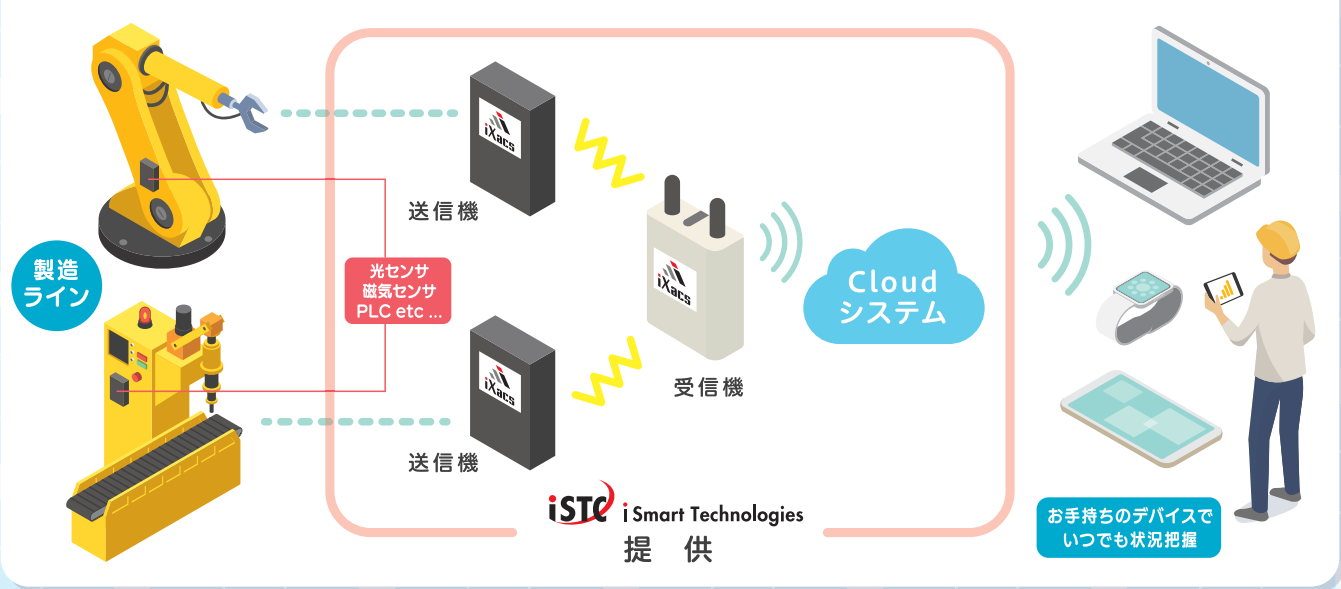 iXacs
送信機
製造
ライン
光センサ
磁気センサ
PLC etc ...
iXacs
Cloud
システム
受信機
iXacs
送信機
iSTC i Smart Technologies
提 供
お手持ちのデバイスで
いつでも状況把握